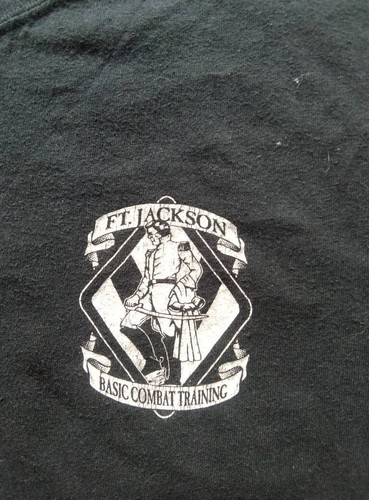 FT. JACKSON
BASIC COMBAT TRAINING